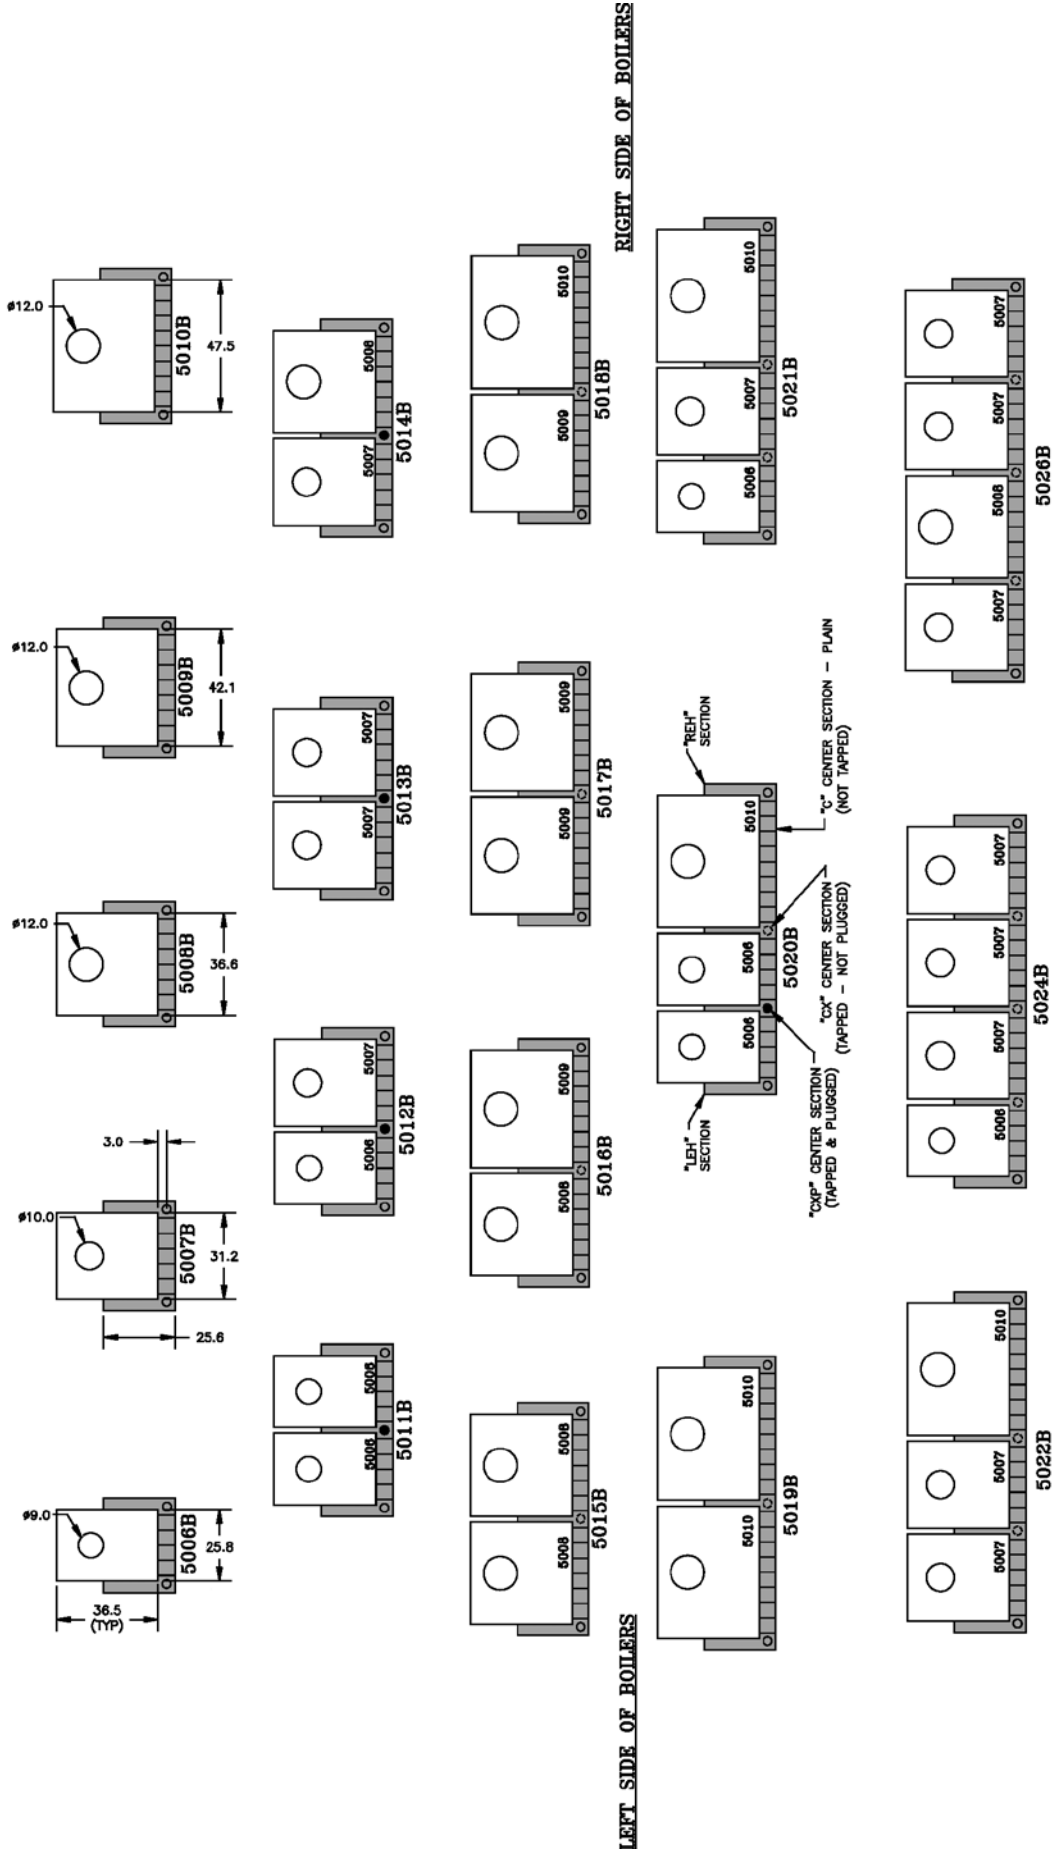 ø9.0
36.5
(TYP)
25.8
5006B
ø10.0
3.0
31.2
25.6
5007B
ø12.0
36.6
5008B
ø12.0
42.1
5009B
ø12.0
47.5
5010B
5006
5006
5011B
5006
5007
5012B
5007
5007
5013B
5007
5008
5014B
5008
5008
5015B
5008
5009
5016B
5009
5009
5017B
5009
5010
5018B
LEFT SIDE OF BOILERS
RIGHT SIDE OF BOILERS
5010
5010
5019B
"LEH"
SECTION
5006
5006
5010
5020B
"REH"
SECTION
"CXP" CENTER SECTION
(TAPPED & PLUGGED)
"CX" CENTER SECTION
(TAPPED – NOT PLUGGED)
"C" CENTER SECTION – PLAIN
(NOT TAPPED)
5006
5007
5010
5021B
5007
5007
5010
5022B
5006
5007
5007
5007
5024B
5007
5008
5007
5007
5026B